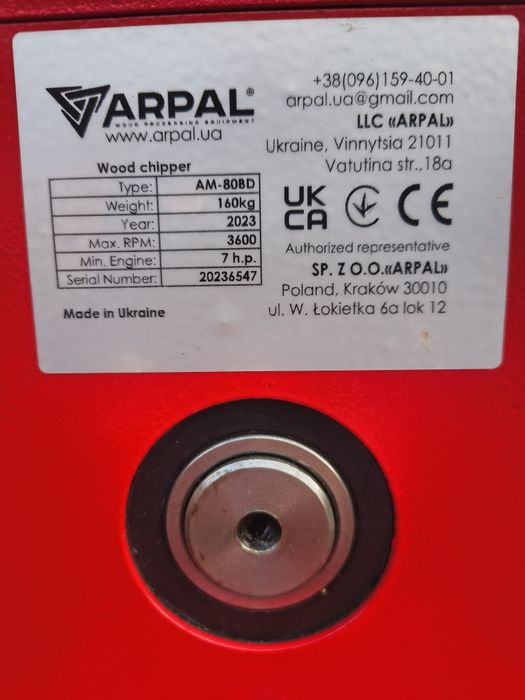 ARPAL®
WOOD PROCESSING EQUIPMENT
www.arpal.ua
+38(096)159-40-01
arpal.ua@gmail.com
LLC «ARPAL»
Ukraine, Vinnytsia 21011
Vatutina str.,18a
Wood chipper
Type: AM-80BD
Weight: 160kg
Year: 2023
Max. RPM: 3600
Min. Engine: 7 h.p.
Serial Number: 20236547
Made in Ukraine
UK
CA
CE
Authorized representative
SP. Z O.O.«ARPAL»
Poland, Kraków 30010
ul. W. Łokietka 6a lok 12